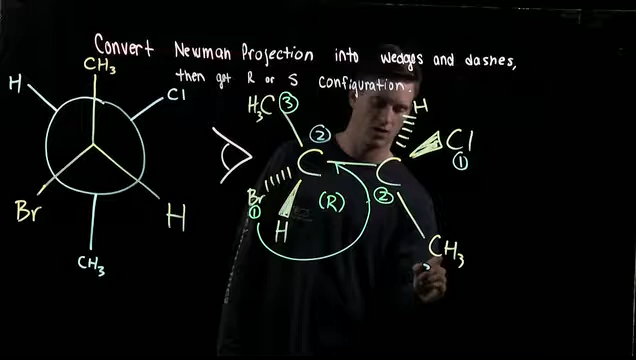 Convert Newman Projection into wedges and dashes,
then get R or S configuration.
CH3
H
Cl
Br
H
CH3
H3C 3
2
C
Br
1
H
(R)
C
2
H
Cl
1
CH3